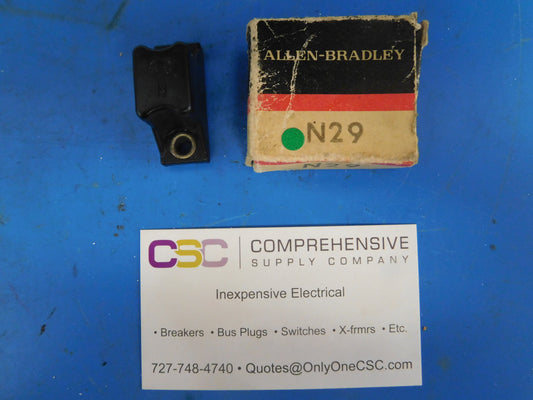 ALLEN-BRADLEY
N29
N29
CSC
COMPREHENSIVE
SUPPLY COMPANY
Inexpensive Electrical
• Breakers • Bus Plugs • Switches • X-frmrs • Etc.
727-748-4740 • Quotes@OnlyOneCSC.com